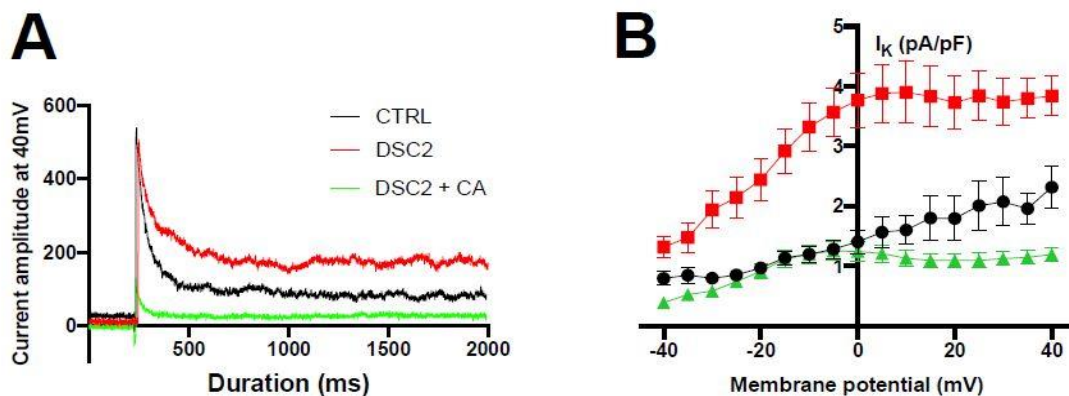 A
Current amplitude at 40mV
600
400
200
0
500
1000
1500
2000
Duration (ms)
CTRL
DSC2
DSC2 + CA
B
I_K (pA/pF)
5
4
3
2
1
-40
-20
0
20
40
Membrane potential (mV)